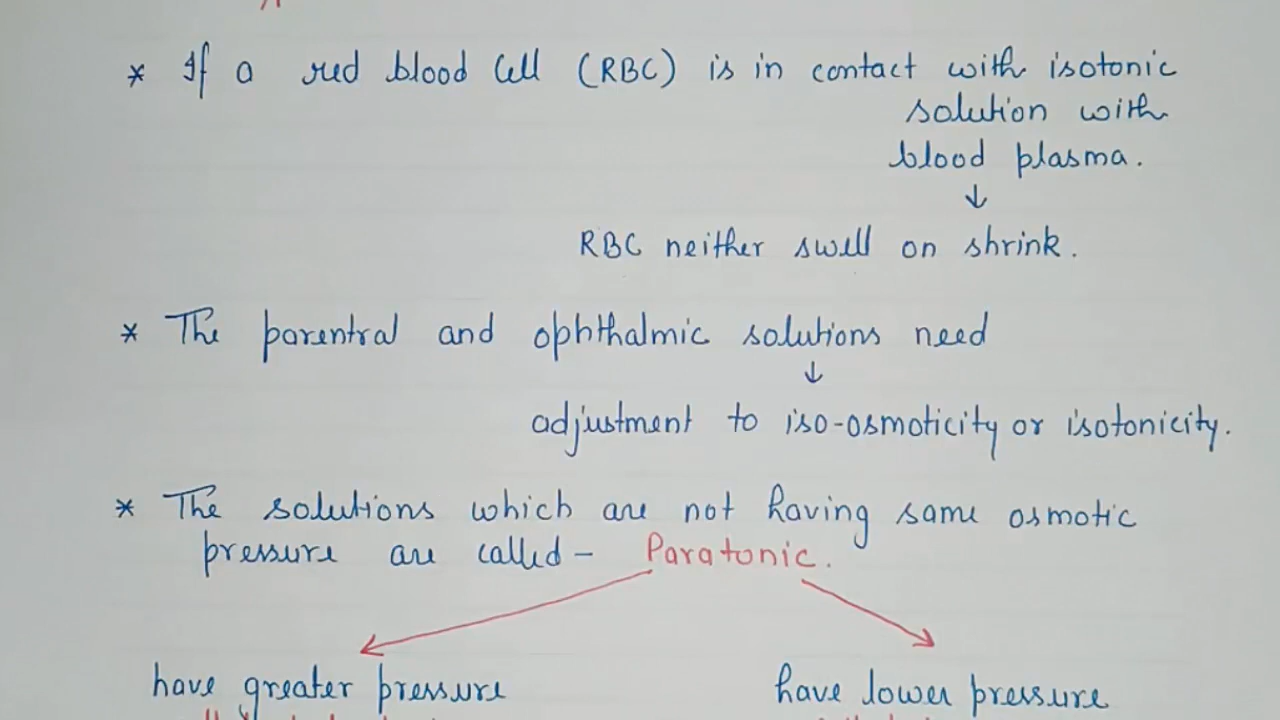 * If a red blood Cell (RBC) is in contact with isotonic
solution with
blood plasma.
↓
RBC neither swell on shrink.
* The parentral and ophthalmic solutions need
↓
adjustment to iso-osmoticity or isotonicity.
* The solutions which are not having same osmotic
pressure are called – Paratonic.
have greater pressure
have lower pressure